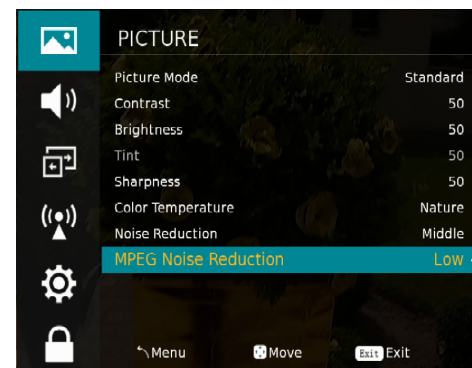 PICTURE
Picture Mode Standard
Contrast 50
Brightness 50
Tint 50
Sharpness 50
Color Temperature Nature
Noise Reduction Middle
MPEG Noise Reduction Low
Menu Move Exit Exit